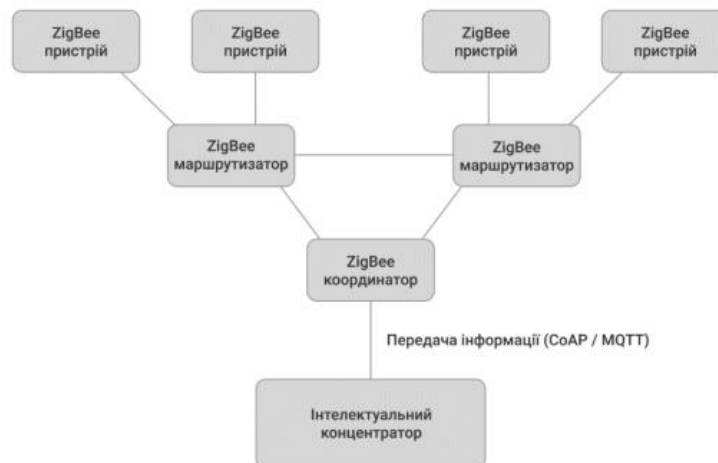 ZigBee
пристрій
ZigBee
пристрій
ZigBee
пристрій
ZigBee
пристрій
ZigBee
маршрутизатор
ZigBee
маршрутизатор
ZigBee
координатор
Передача інформації (CoAP / MQTT)
Інтелектуальний
концентратор